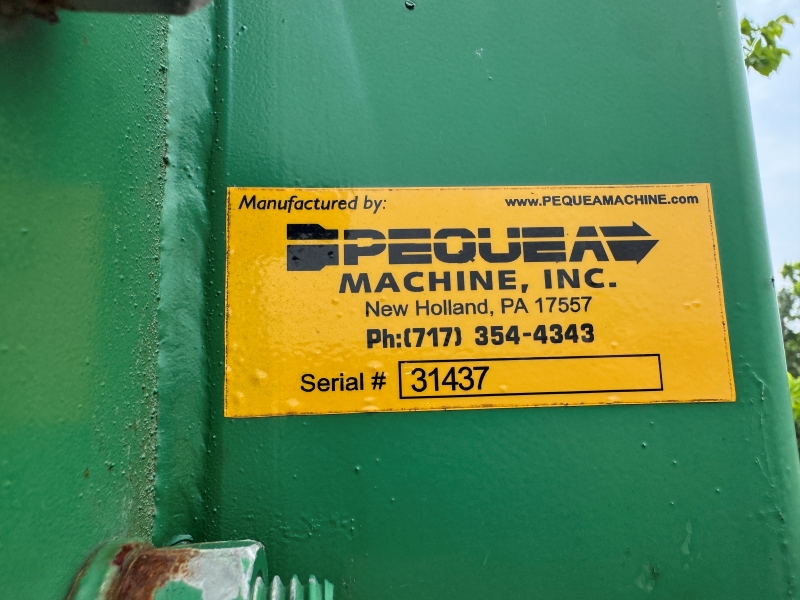 Manufactured by: www.PEQUEAMACHINE.com
PEQUEA
MACHINE, INC.
New Holland, PA 17557
Ph:(717) 354-4343
Serial # 31437